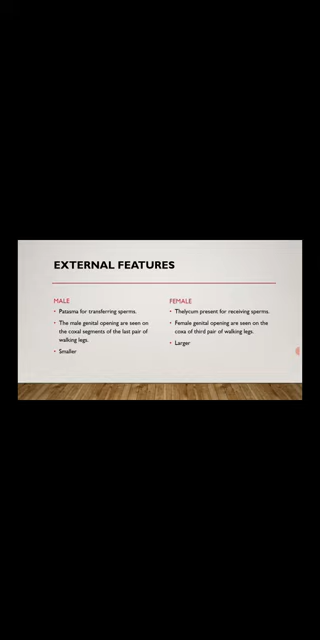 EXTERNAL FEATURES
MALE
• Patasma for transferring sperms.
• The male genital opening are seen on
the coxal segments of the last pair of
walking legs.
• Smaller
FEMALE
• Thelycum present for receiving sperms.
• Female genital opening are seen on the
coxa of third pair of walking legs.
• Larger